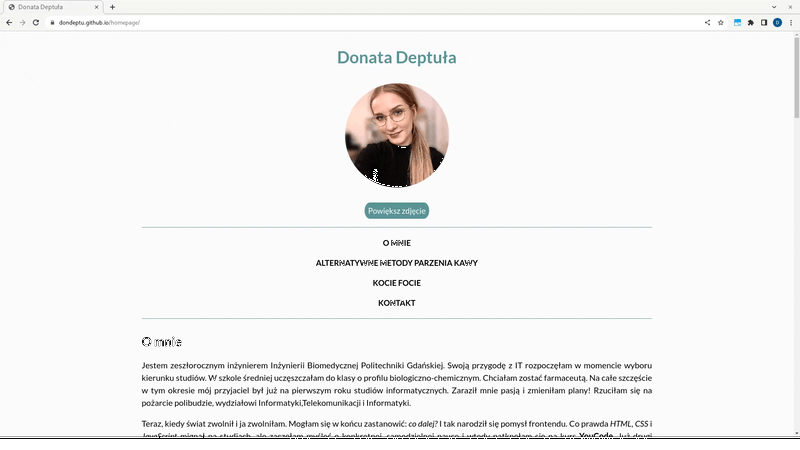 Donata Deptuła
dondeptu.github.io/homepage/
D
Donata Deptuła
Powiększ zdjęcie
O MNIE
ALTERNATYWNE METODY PARZENIA KAWY
KOCIE FOCIE
KONTAKT
O mnie
Jestem zeszłorocznym inżynierem Inżynierii Biomedycznej Politechniki Gdańskiej. Swoją przygodę z IT rozpoczęłam w momencie wyboru
kierunku studiów. W szkole średniej uczęszczałam do klasy o profilu biologiczno-chemicznym. Chciałam zostać farmaceutą. Na całe szczęście
w tym okresie mój przyjaciel był już na pierwszym roku studiów informatycznych. Zaraził mnie pasją i zmieniłam plany! Rzuciłam się na
pożarcie polibudzie, wydziałowi Informatyki,Telekomunikacji i Informatyki.
Teraz, kiedy świat zwolnił i ja zwolniłam. Mogłam się w końcu zastanowić: co dalej? I tak narodził się pomysł frontendu. Co prawda HTML, CSS i
JavaScript mignął na studiach, ale zaczęłam myśleć o konkretnej, samodzielnej nauce i wtedy natknęłam się na kurs YouCode. Już drugi